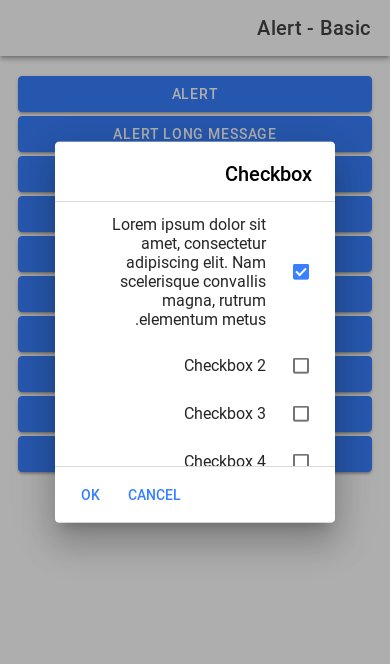 Alert - Basic
ALERT
ALERT LONG MESSAGE
Checkbox
Lorem ipsum dolor sit
amet, consectetur
adipiscing elit. Nam
scelerisque convallis
magna, rutrum
.elementum metus
Checkbox 2
Checkbox 3
Checkbox 4
OK CANCEL